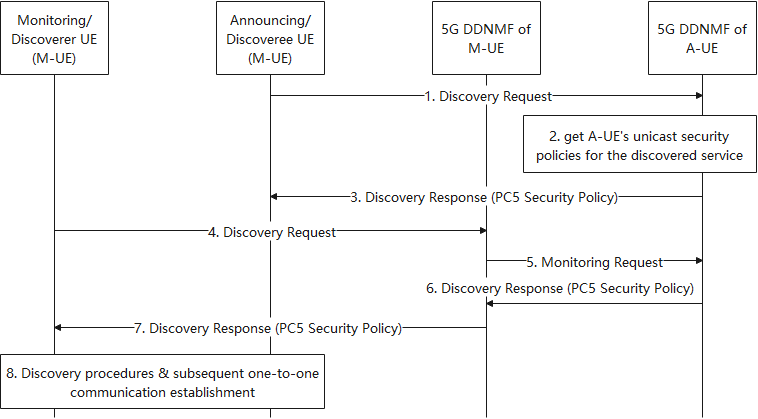 Monitoring/
Discoverer UE
(M-UE)
Announcing/
Discoveree UE
(M-UE)
5G DDNMF of
M-UE
5G DDNMF of
A-UE
1. Discovery Request
2. get A-UE's unicast security
policies for the discovered service
3. Discovery Response (PC5 Security Policy)
4. Discovery Request
5. Monitoring Request
6. Discovery Response (PC5 Security Policy)
7. Discovery Response (PC5 Security Policy)
8. Discovery procedures & subsequent one-to-one
communication establishment